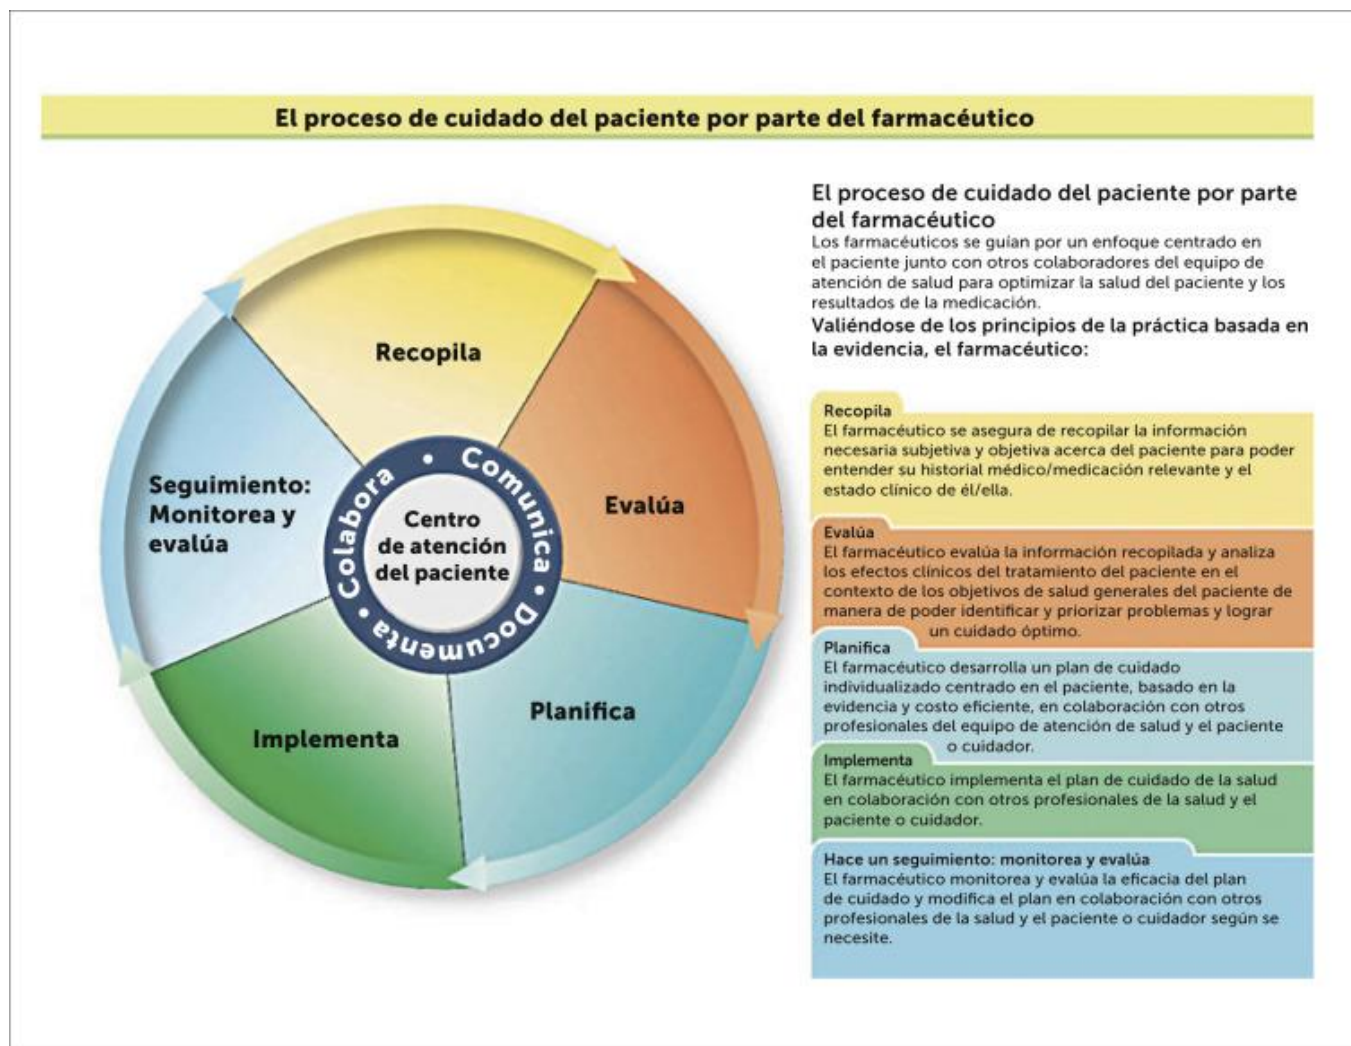 El proceso de cuidado del paciente por parte del farmacéutico
Recopila
Evalúa
Planifica
Implementa
Seguimiento:
Monitorea y
evalúa
Centro
de atención
del paciente
• Comunica • Documenta • Colabora
El proceso de cuidado del paciente por parte
del farmacéutico
Los farmacéuticos se guían por un enfoque centrado en
el paciente junto con otros colaboradores del equipo de
atención de salud para optimizar la salud del paciente y los
resultados de la medicación.
Valiéndose de los principios de la práctica basada en
la evidencia, el farmacéutico:
Recopila
El farmacéutico se asegura de recopilar la información
necesaria subjetiva y objetiva acerca del paciente para poder
entender su historial médico/medicación relevante y el
estado clínico de él/ella.
Evalúa
El farmacéutico evalúa la información recopilada y analiza
los efectos clínicos del tratamiento del paciente en el
contexto de los objetivos de salud generales del paciente de
manera de poder identificar y priorizar problemas y lograr
un cuidado óptimo.
Planifica
El farmacéutico desarrolla un plan de cuidado
individualizado centrado en el paciente, basado en la
evidencia y costo eficiente, en colaboración con otros
profesionales del equipo de atención de salud y el paciente
o cuidador.
Implementa
El farmacéutico implementa el plan de cuidado de la salud
en colaboración con otros profesionales de la salud y el
paciente o cuidador.
Hace un seguimiento: monitorea y evalúa
El farmacéutico monitorea y evalúa la eficacia del plan
de cuidado y modifica el plan en colaboración con otros
profesionales de la salud y el paciente o cuidador según se
necesite.